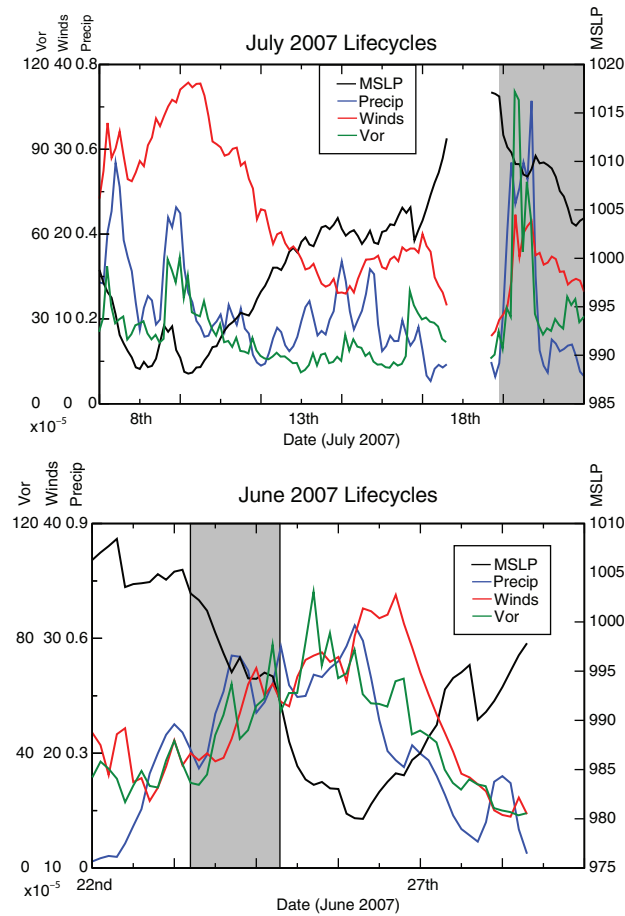 July 2007 Lifecycles
Vor Winds Precip
MSLP
120 40 0.8
1020
MSLP
Precip
Winds
Vor
1015
90 30 0.6
1010
1005
60 20 0.4
1000
995
30 10 0.2
990
0 0 0
985
x10⁻⁵
8th 13th 18th
Date (July 2007)
June 2007 Lifecycles
Vor Winds Precip
MSLP
120 40 0.9
1010
MSLP
Precip
Winds
Vor
1005
1000
80 30 0.6
995
990
40 20 0.3
985
980
0 10 0
975
x10⁻⁵
22nd 27th
Date (June 2007)